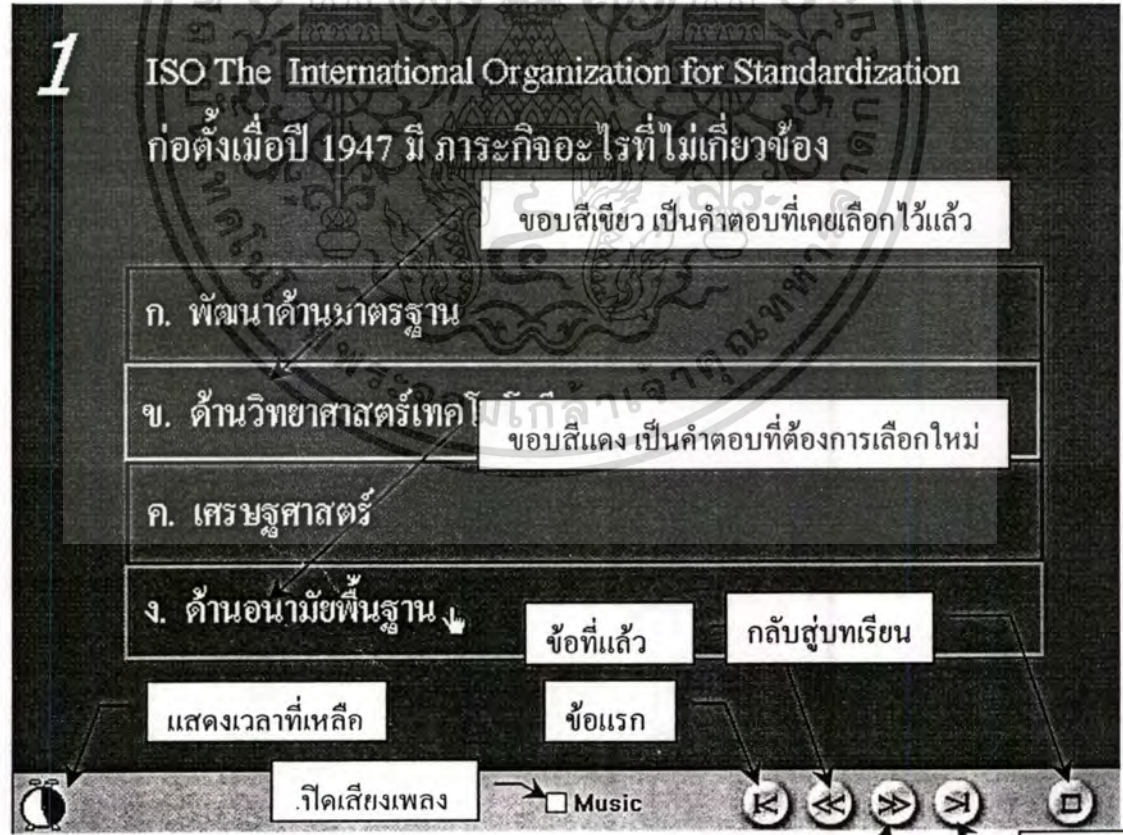 1
ISO The International Organization for Standardization
ก่อตั้งเมื่อปี 1947 มี ภาระกิจอะไรที่ไม่เกี่ยวข้อง
ขอบสีเขียว เป็นคำตอบที่เคยเลือกไว้แล้ว
ก. พัฒนาด้านมาตรฐาน
ข. ด้านวิทยาศาสตร์เทคโ
ขอบสีแดง เป็นคำตอบที่ต้องการเลือกใหม่
ค. เศรษฐศาสตร์
ง. ด้านอนามัยพื้นฐาน
ข้อที่แล้ว
กลับสู่บทเรียน
แสดงเวลาที่เหลือ
ข้อแรก
ปิดเสียงเพลง
Music